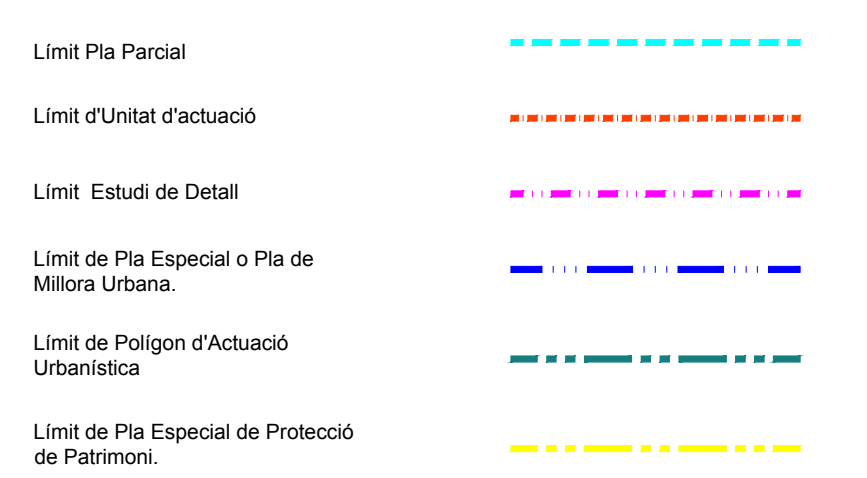 Límit Pla Parcial
Límit d'Unitat d'actuació
Límit Estudi de Detall
Límit de Pla Especial o Pla de
Millora Urbana.
Límit de Polígon d'Actuació
Urbanística
Límit de Pla Especial de Protecció
de Patrimoni.